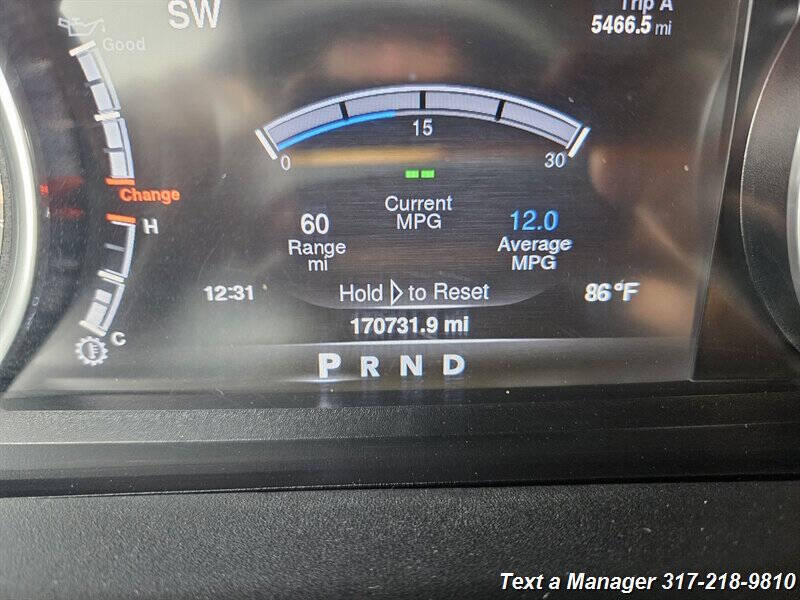 SW
Trip A
5466.5 mi
Good
15
0
30
Change
H
Current
MPG
60
Range
mi
12.0
Average
MPG
12:31
Hold to Reset
86°F
170731.9 mi
C
P R N D
Text a Manager 317-218-9810